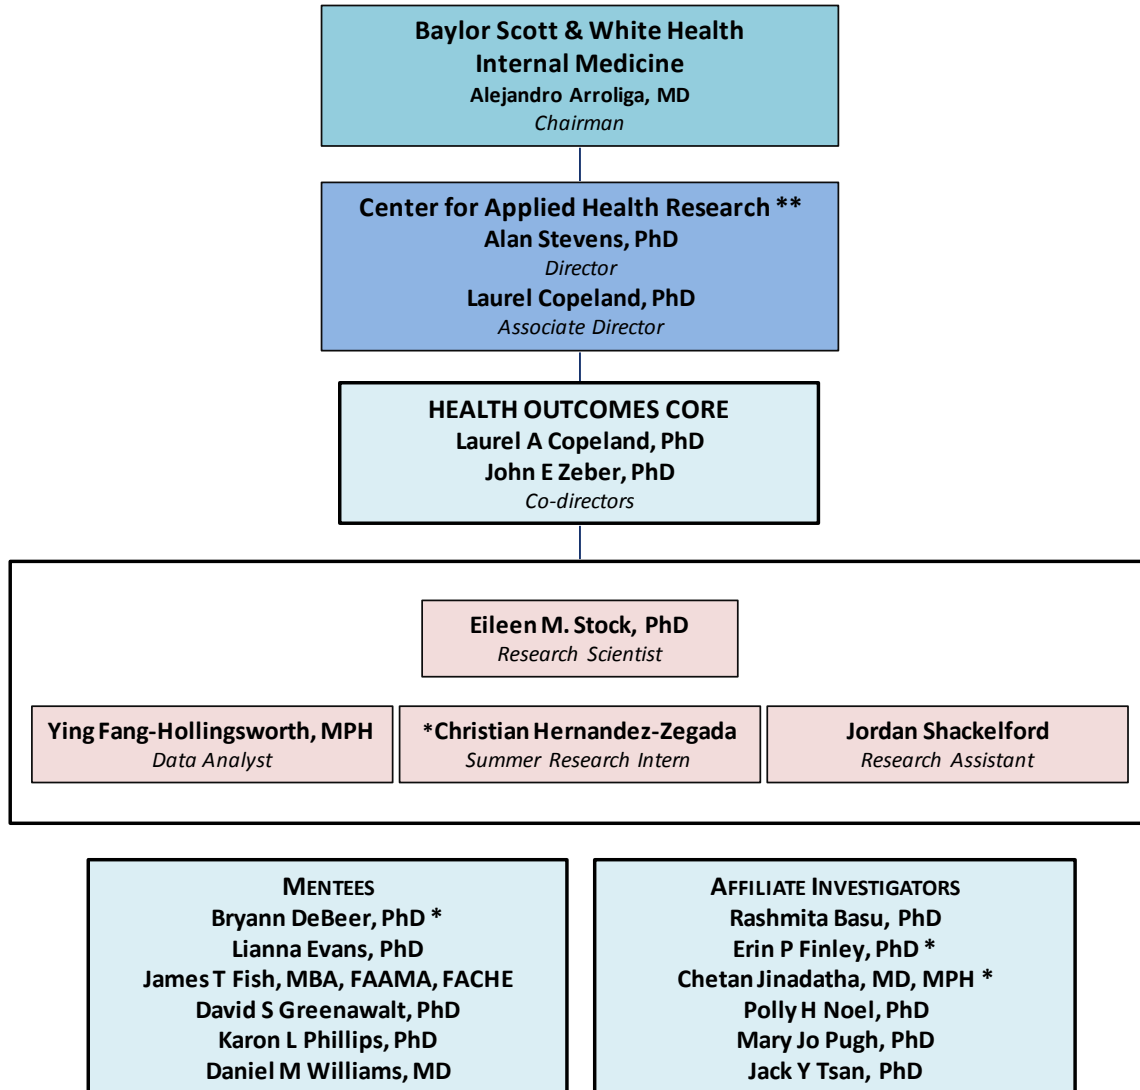 Baylor Scott & White Health
Internal Medicine
Alejandro Arroliga, MD
Chairman
Center for Applied Health Research **
Alan Stevens, PhD
Director
Laurel Copeland, PhD
Associate Director
HEALTH OUTCOMES CORE
Laurel A Copeland, PhD
John E Zeber, PhD
Co-directors
Eileen M. Stock, PhD
Research Scientist
Ying Fang-Hollingsworth, MPH
Data Analyst
*Christian Hernandez-Zegada
Summer Research Intern
Jordan Shackelford
Research Assistant
MENTEES
Bryann DeBeer, PhD *
Lianna Evans, PhD
James T Fish, MBA, FAAMA, FACHE
David S Greenawalt, PhD
Karon L Phillips, PhD
Daniel M Williams, MD
AFFILIATE INVESTIGATORS
Rashmita Basu, PhD
Erin P Finley, PhD *
Chetan Jinadatha, MD, MPH *
Polly H Noel, PhD
Mary Jo Pugh, PhD
Jack Y Tsan, PhD